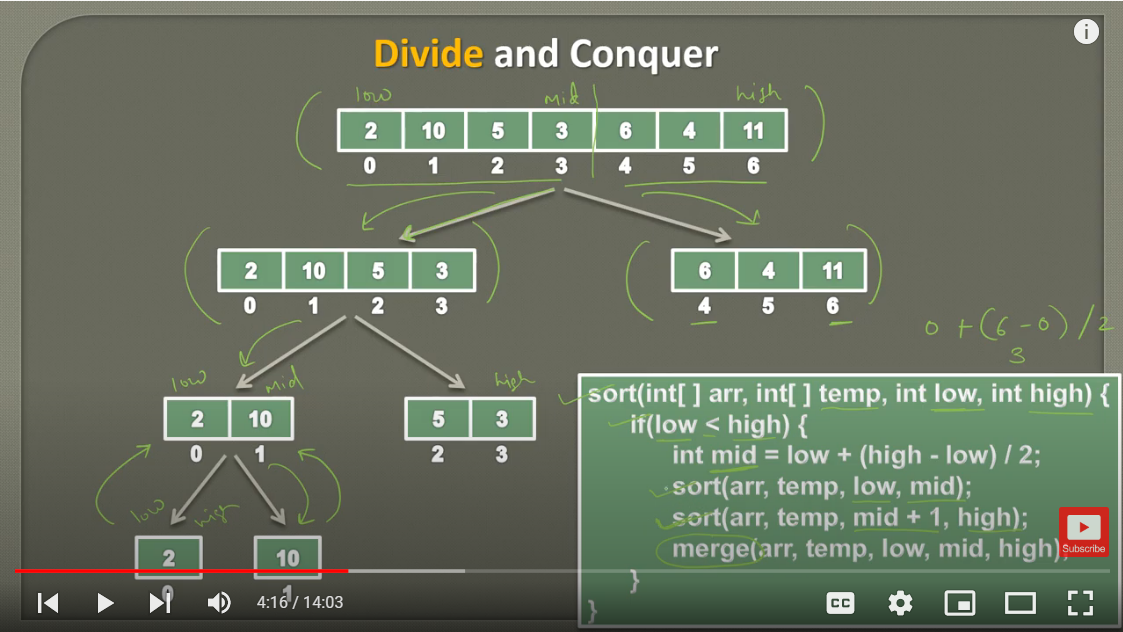 Divide and Conquer
low mid high
2 10 5 3 6 4 11
0 1 2 3 4 5 6
2 10 5 3
0 1 2 3
6 4 11
4 5 6
0 + (6 - 0) / 2
3
low mid high
2 10
0 1
5 3
2 3
low high
2 10
0 1
sort(int[ ] arr, int[ ] temp, int low, int high) {
if(low < high) {
int mid = low + (high - low) / 2;
sort(arr, temp, low, mid);
sort(arr, temp, mid + 1, high);
merge(arr, temp, low, mid, high)
}
}
Subscribe
4:16 / 14:03
CC
i